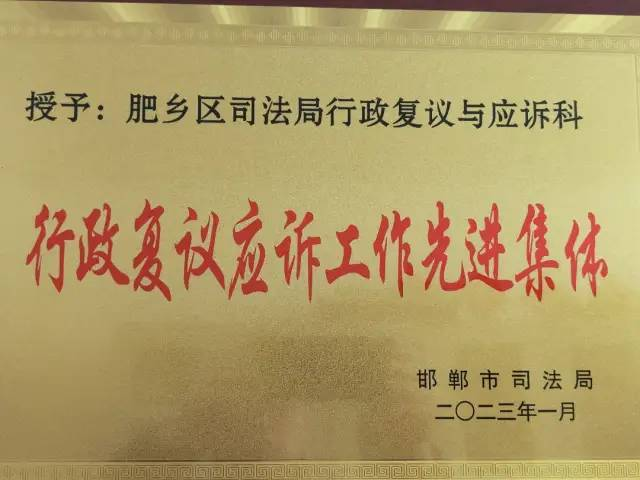 授予：肥乡区司法局行政复议与应诉科
行政复议应诉工作先进集体
邯郸市司法局
二〇二三年一月